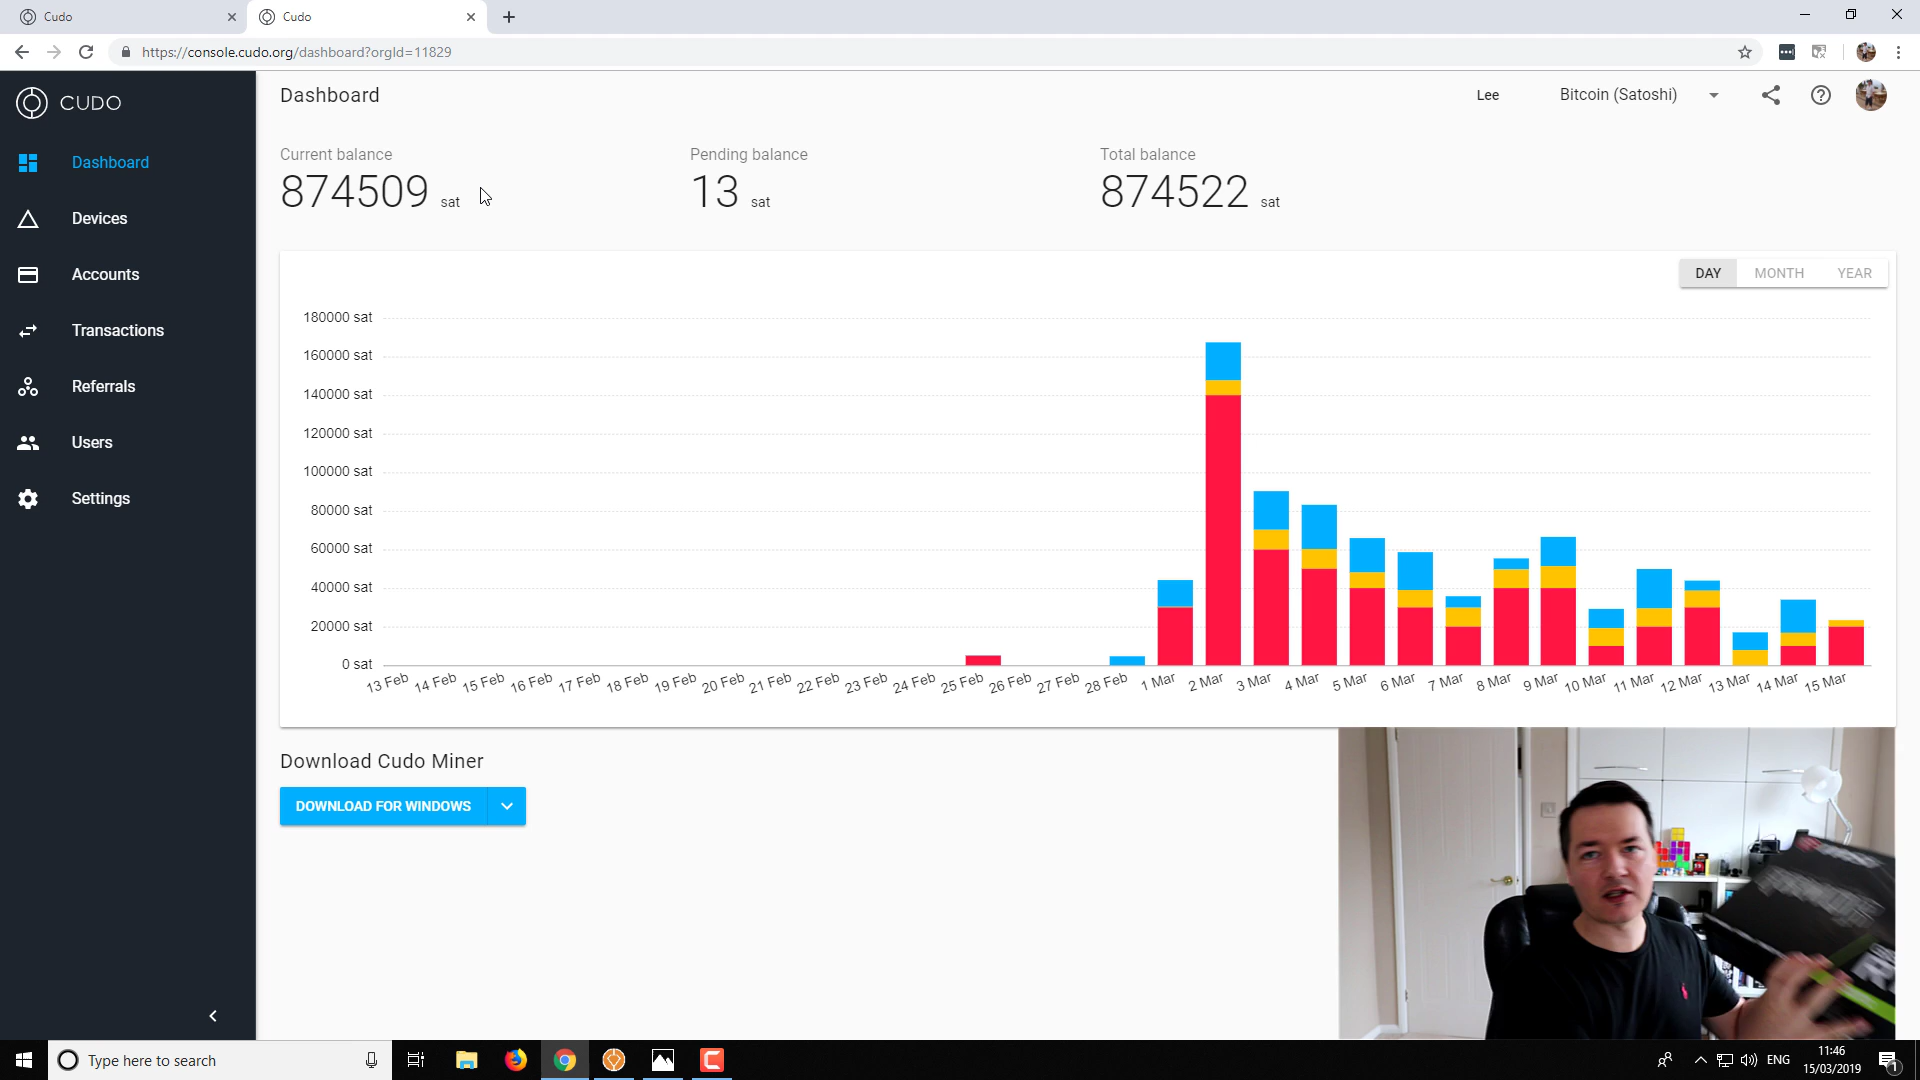 Cudo
Cudo
https://console.cudo.org/dashboard?orgId=11829
CUDO
Dashboard
Lee
Bitcoin (Satoshi)
Dashboard
Devices
Accounts
Transactions
Referrals
Users
Settings
Current balance
874509 sat
Pending balance
13 sat
Total balance
874522 sat
DAY
MONTH
YEAR
180000 sat
160000 sat
140000 sat
120000 sat
100000 sat
80000 sat
60000 sat
40000 sat
20000 sat
0 sat
13 Feb
14 Feb
15 Feb
16 Feb
17 Feb
18 Feb
19 Feb
20 Feb
21 Feb
22 Feb
23 Feb
24 Feb
25 Feb
26 Feb
27 Feb
28 Feb
1 Mar
2 Mar
3 Mar
4 Mar
5 Mar
6 Mar
7 Mar
8 Mar
9 Mar
10 Mar
11 Mar
12 Mar
13 Mar
14 Mar
15 Mar
Download Cudo Miner
DOWNLOAD FOR WINDOWS
Type here to search
ENG
11:46
15/03/2019
1